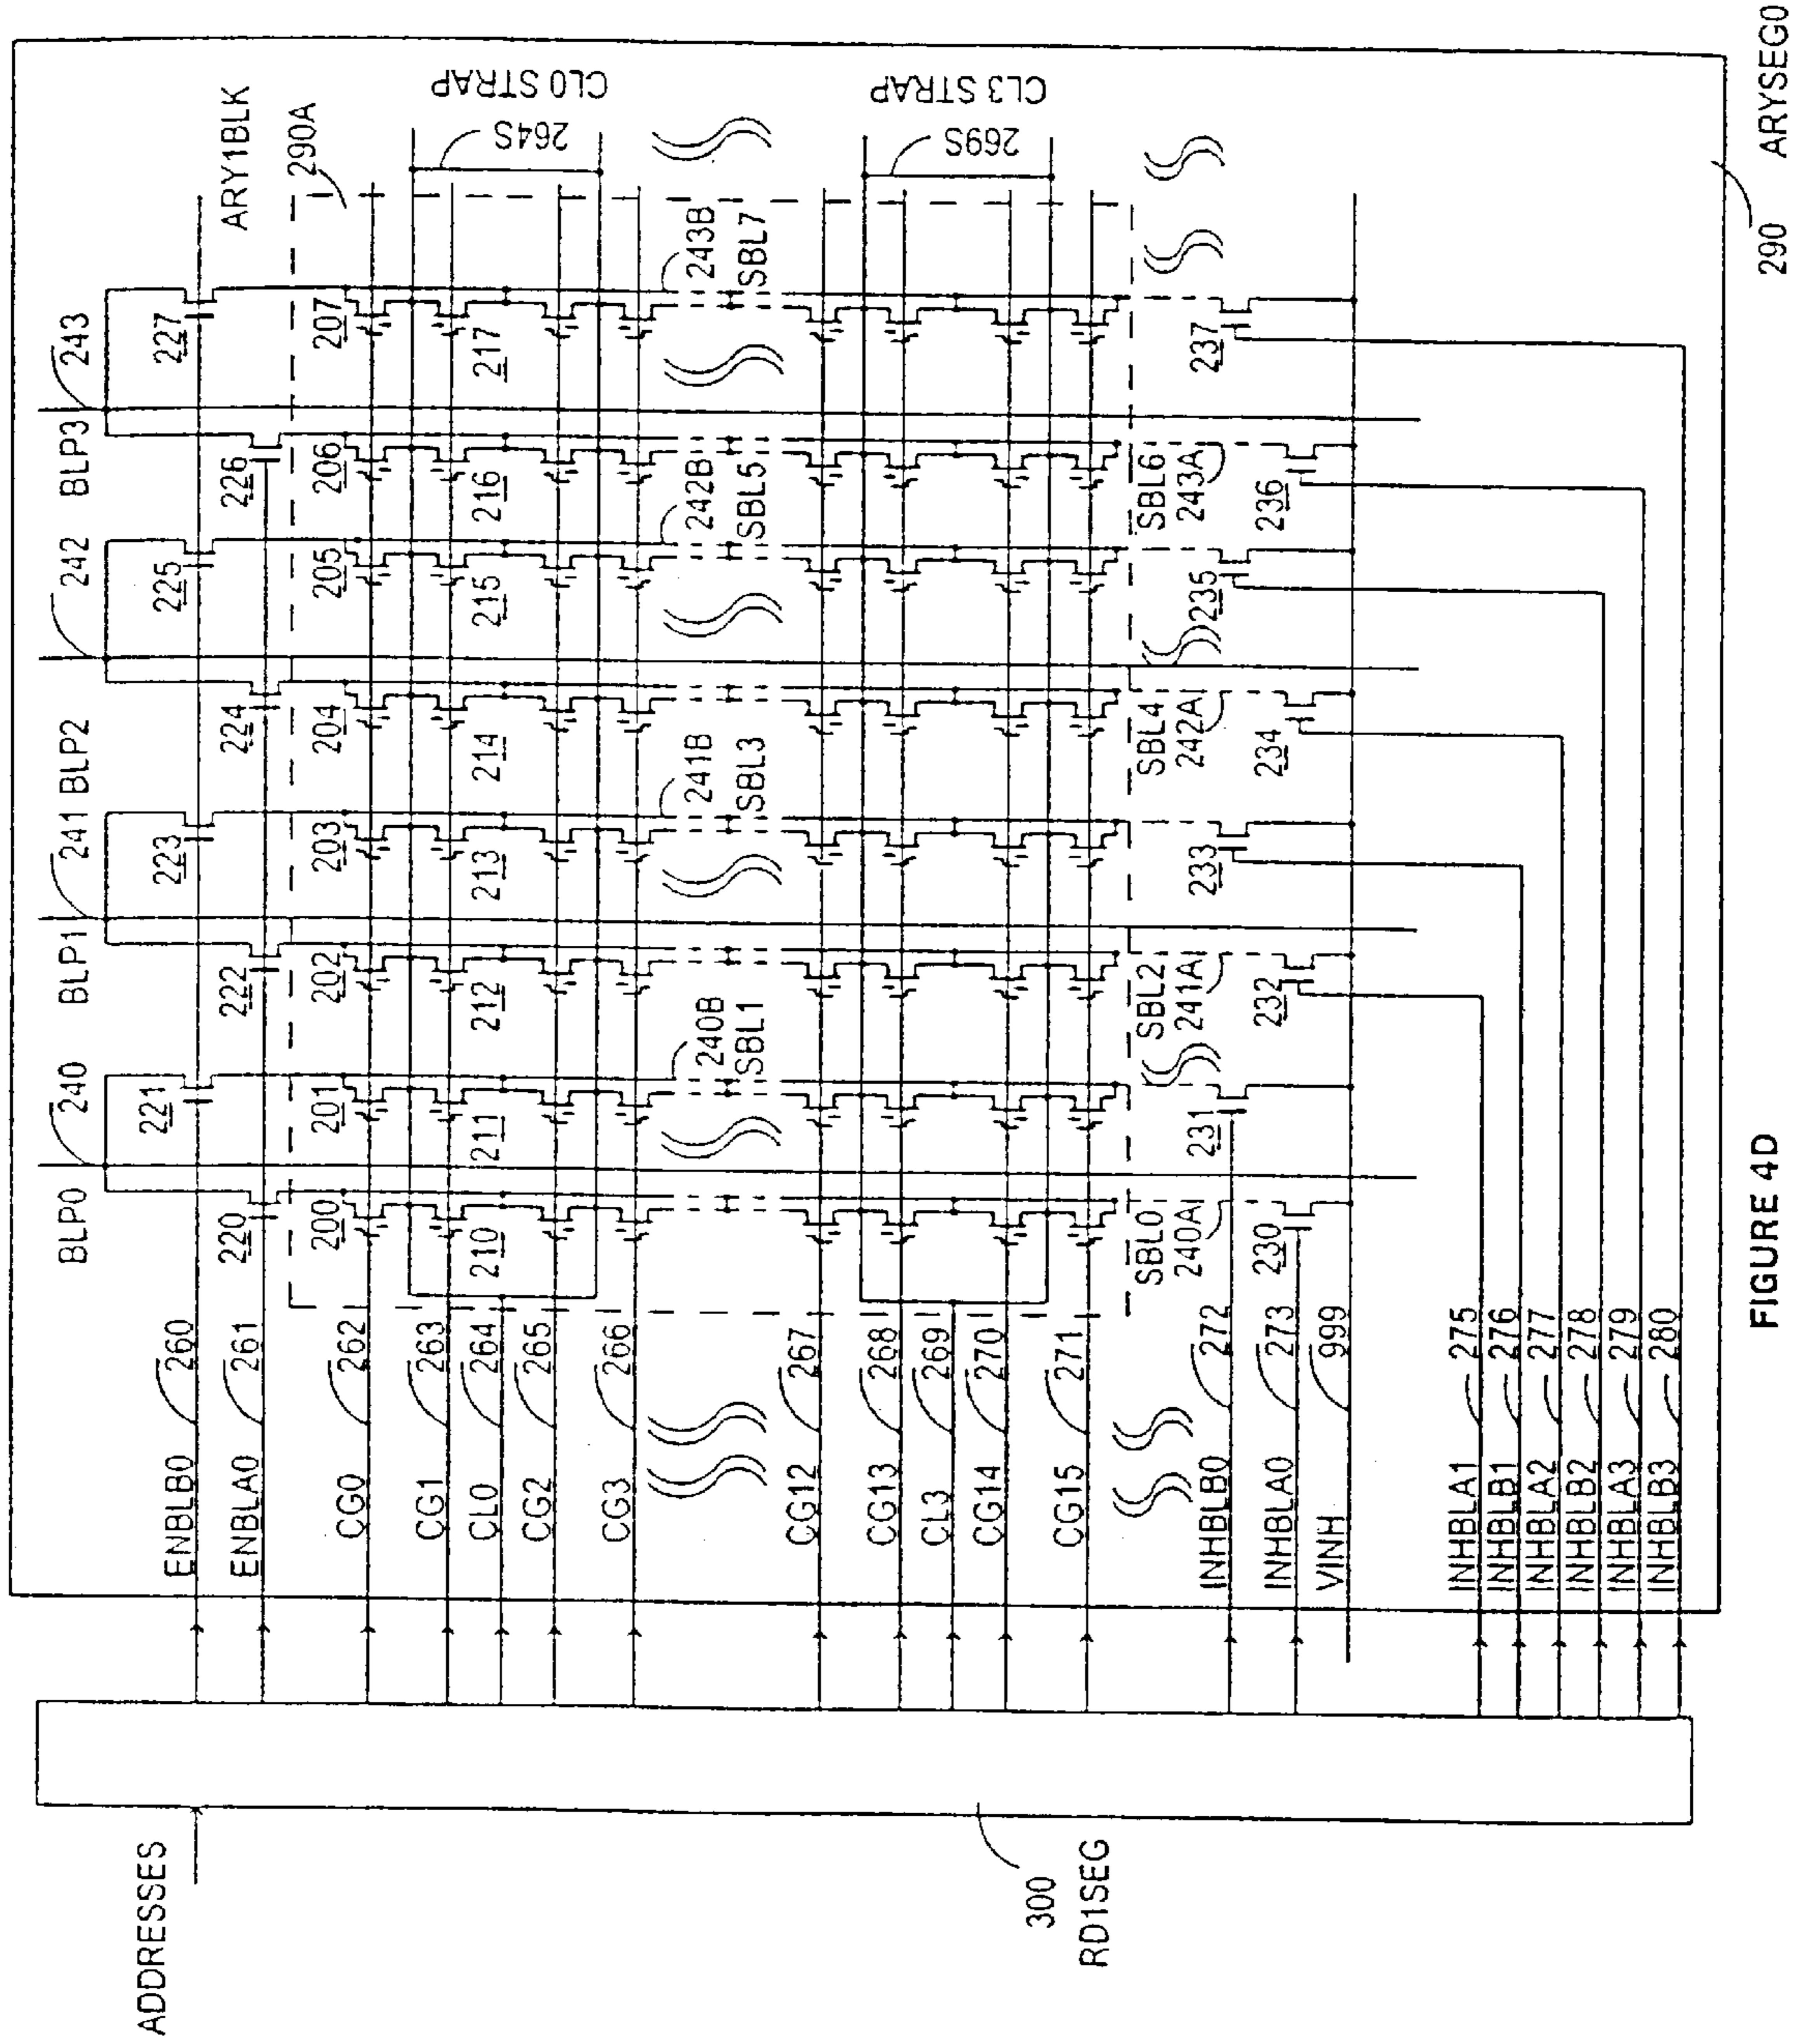 ADDRESSES
300
RD1SEG
BLP0 240 BLP1 241 BLP2 242 BLP3 243
ENBLB0 260 221 223 225 227
ENBLA0 261 220 222 224 226
ARY1BLK
290A
CG0 262 200 201 202 203 204 205 206 207
CG1 263
CL0 264 210 211 212 213 214 215 216 217
CG2 265
CG3 266
264S
CL0 STRAP
240B 241B 242B 243B
SBL1 SBL3 SBL5 SBL7
CG12 267
CG13 268
CL3 269
CG14 270
CG15 271
269S
CL3 STRAP
SBL0 SBL2 SBL4 SBL6
240A 241A 242A 243A
INHBLB0 272 231 233 235 237
INHBLA0 273 230 232 234 236
VINH 999
INHBLA1 275
INHBLB1 276
INHBLA2 277
INHBLB2 278
INHBLA3 279
INHBLB3 280
290 ARYSEG0
FIGURE 4D